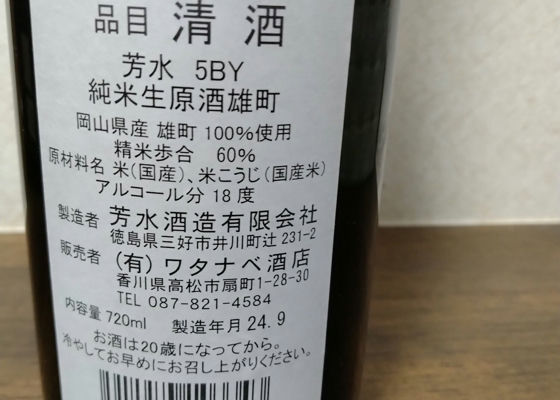 品目 清酒
芳水 5BY
純米生原酒雄町
岡山県産 雄町 100%使用
精米歩合 60%
原材料名 米(国産)、米こうじ(国産米)
アルコール分 18度
製造者 芳水酒造有限会社
徳島県三好市井川町辻 231-2
販売者 (有) ワタナベ酒店
香川県高松市扇町1-28-30
TEL 087-821-4584
内容量 720ml 製造年月 24.9
お酒は20歳になってから。
冷やしてお早めにお召し上がりください。